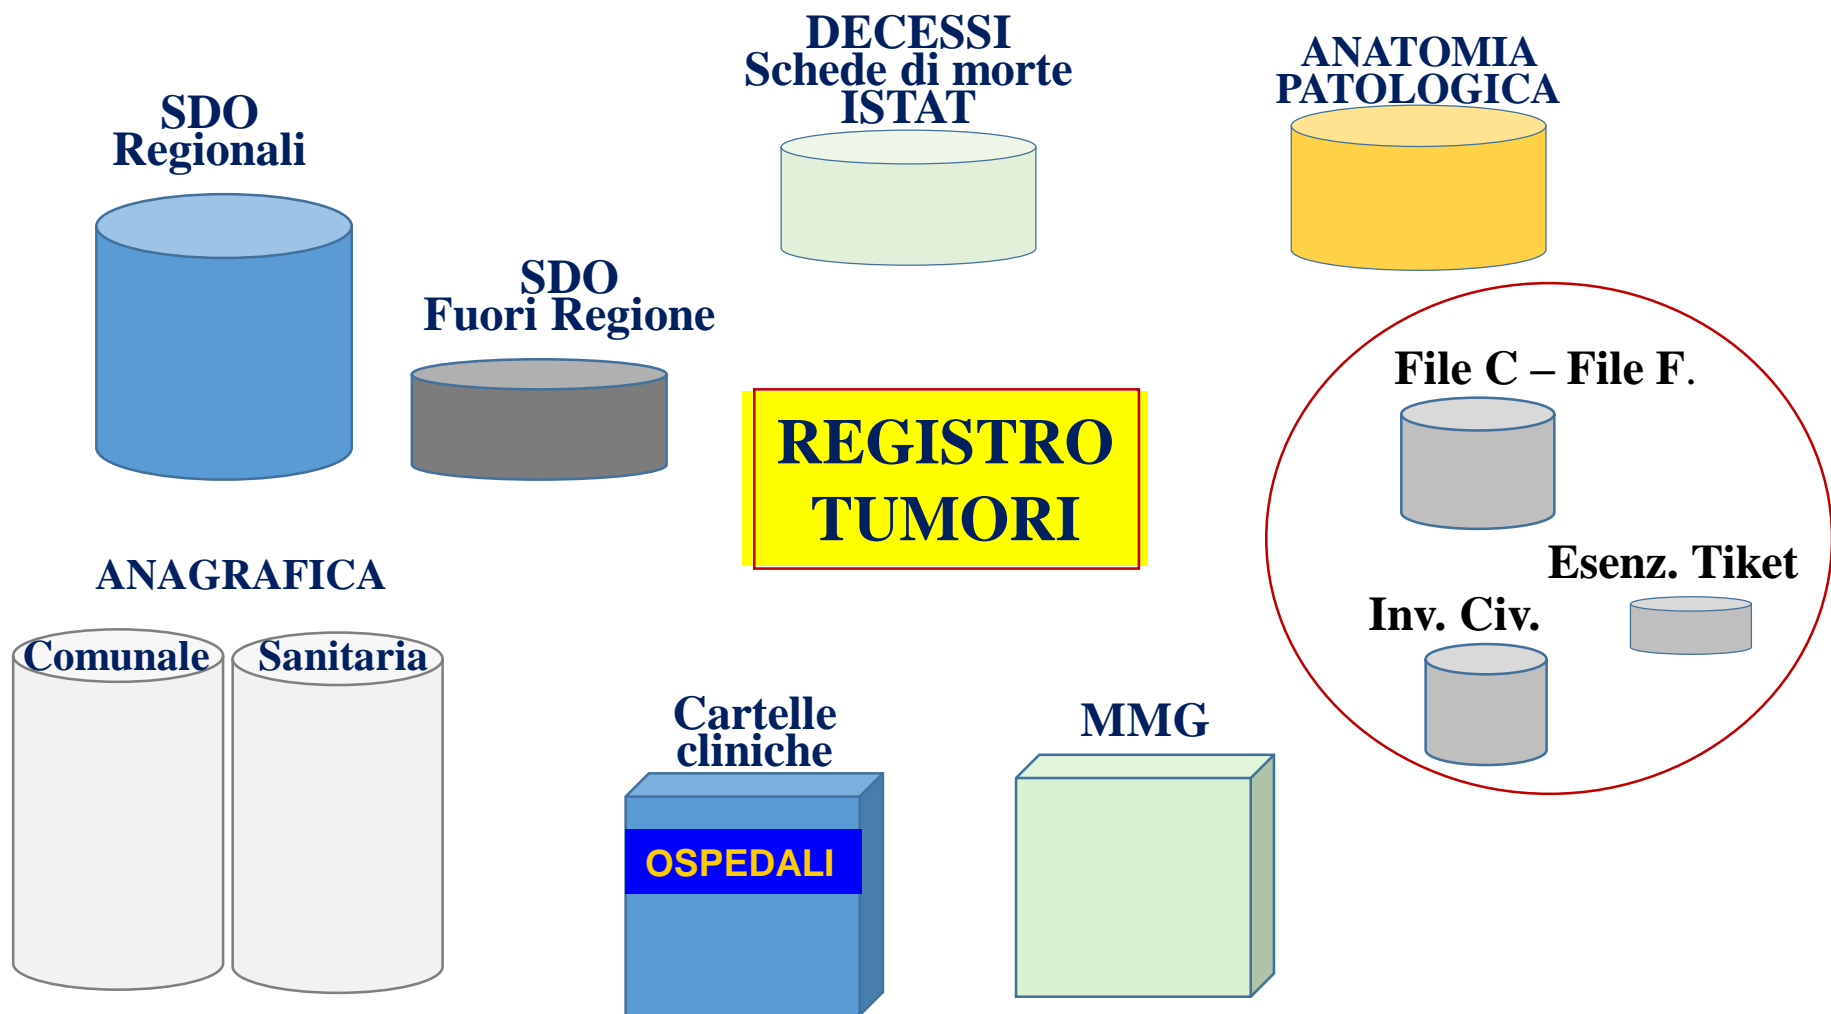 DECESSI
Schede di morte
ISTAT
ANATOMIA
PATOLOGICA
SDO
Regionali
SDO
Fuori Regione
File C – File F.
REGISTRO
TUMORI
Esenz. Tiket
Inv. Civ.
ANAGRAFICA
Comunale
Sanitaria
Cartelle
cliniche
MMG
OSPEDALI